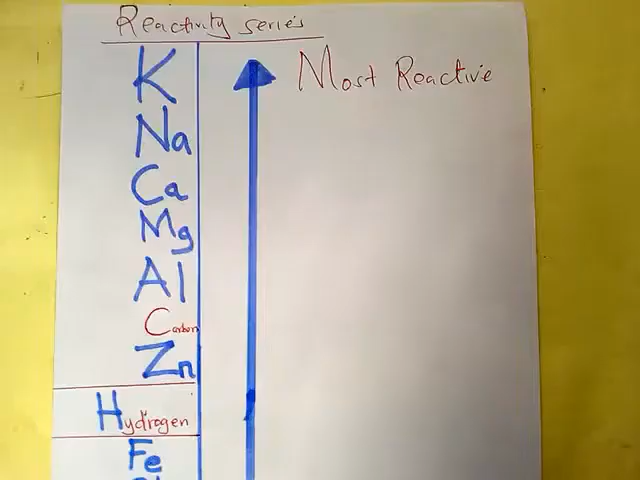 Reactivity series
K Most Reactive
Na
Ca
Mg
Al
Carbon
Zn
Hydrogen
Fe